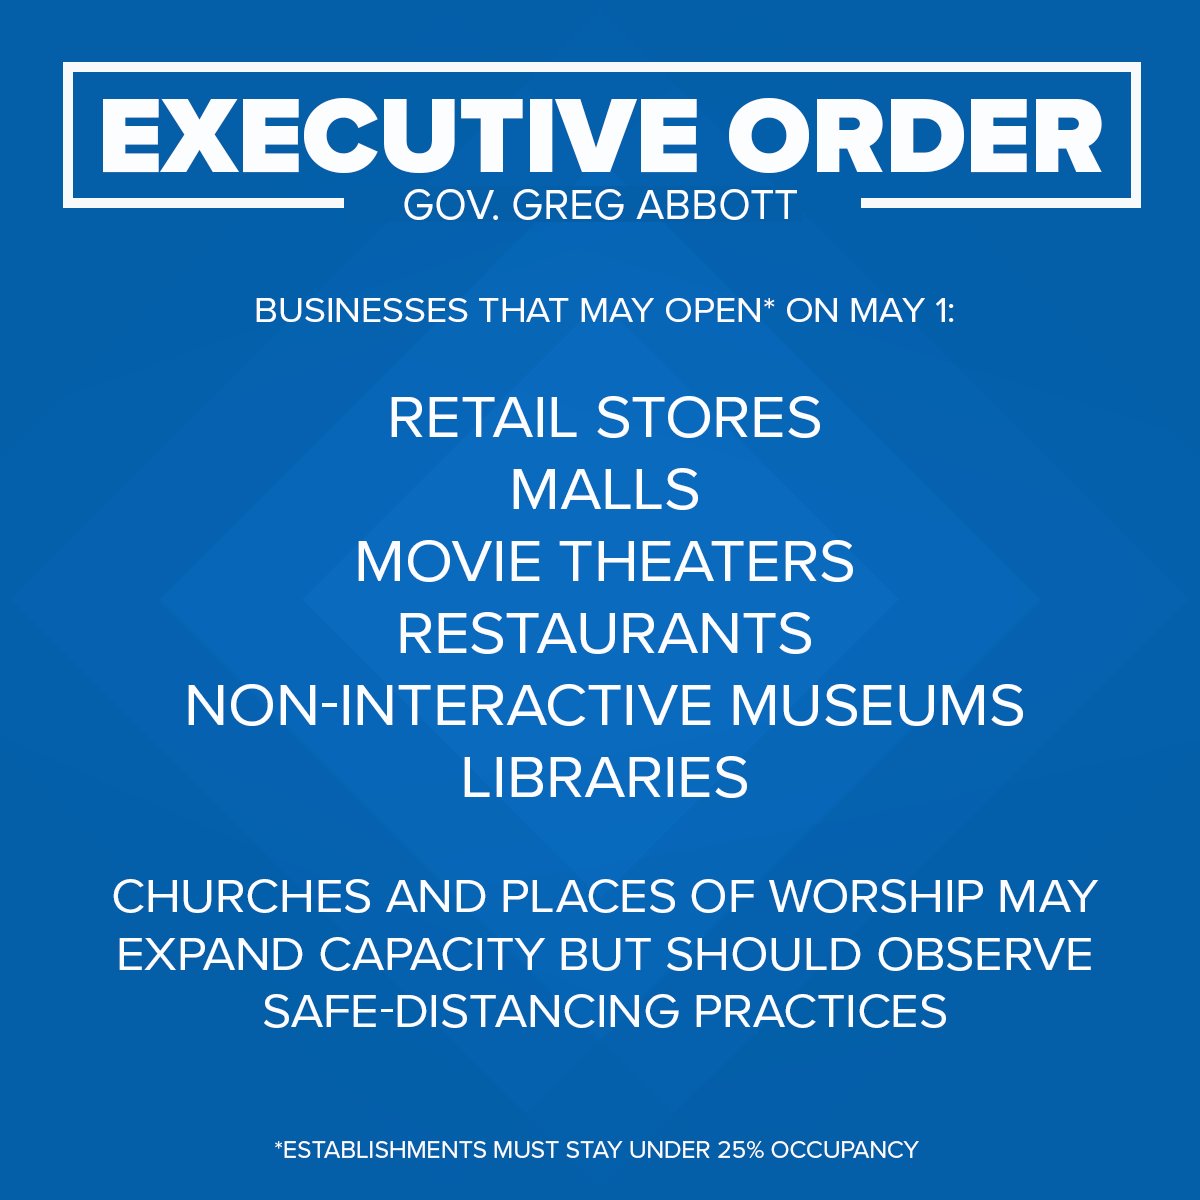 EXECUTIVE ORDER
GOV. GREG ABBOTT
BUSINESSES THAT MAY OPEN* ON MAY 1:
RETAIL STORES
MALLS
MOVIE THEATERS
RESTAURANTS
NON-INTERACTIVE MUSEUMS
LIBRARIES
CHURCHES AND PLACES OF WORSHIP MAY
EXPAND CAPACITY BUT SHOULD OBSERVE
SAFE-DISTANCING PRACTICES
*ESTABLISHMENTS MUST STAY UNDER 25% OCCUPANCY